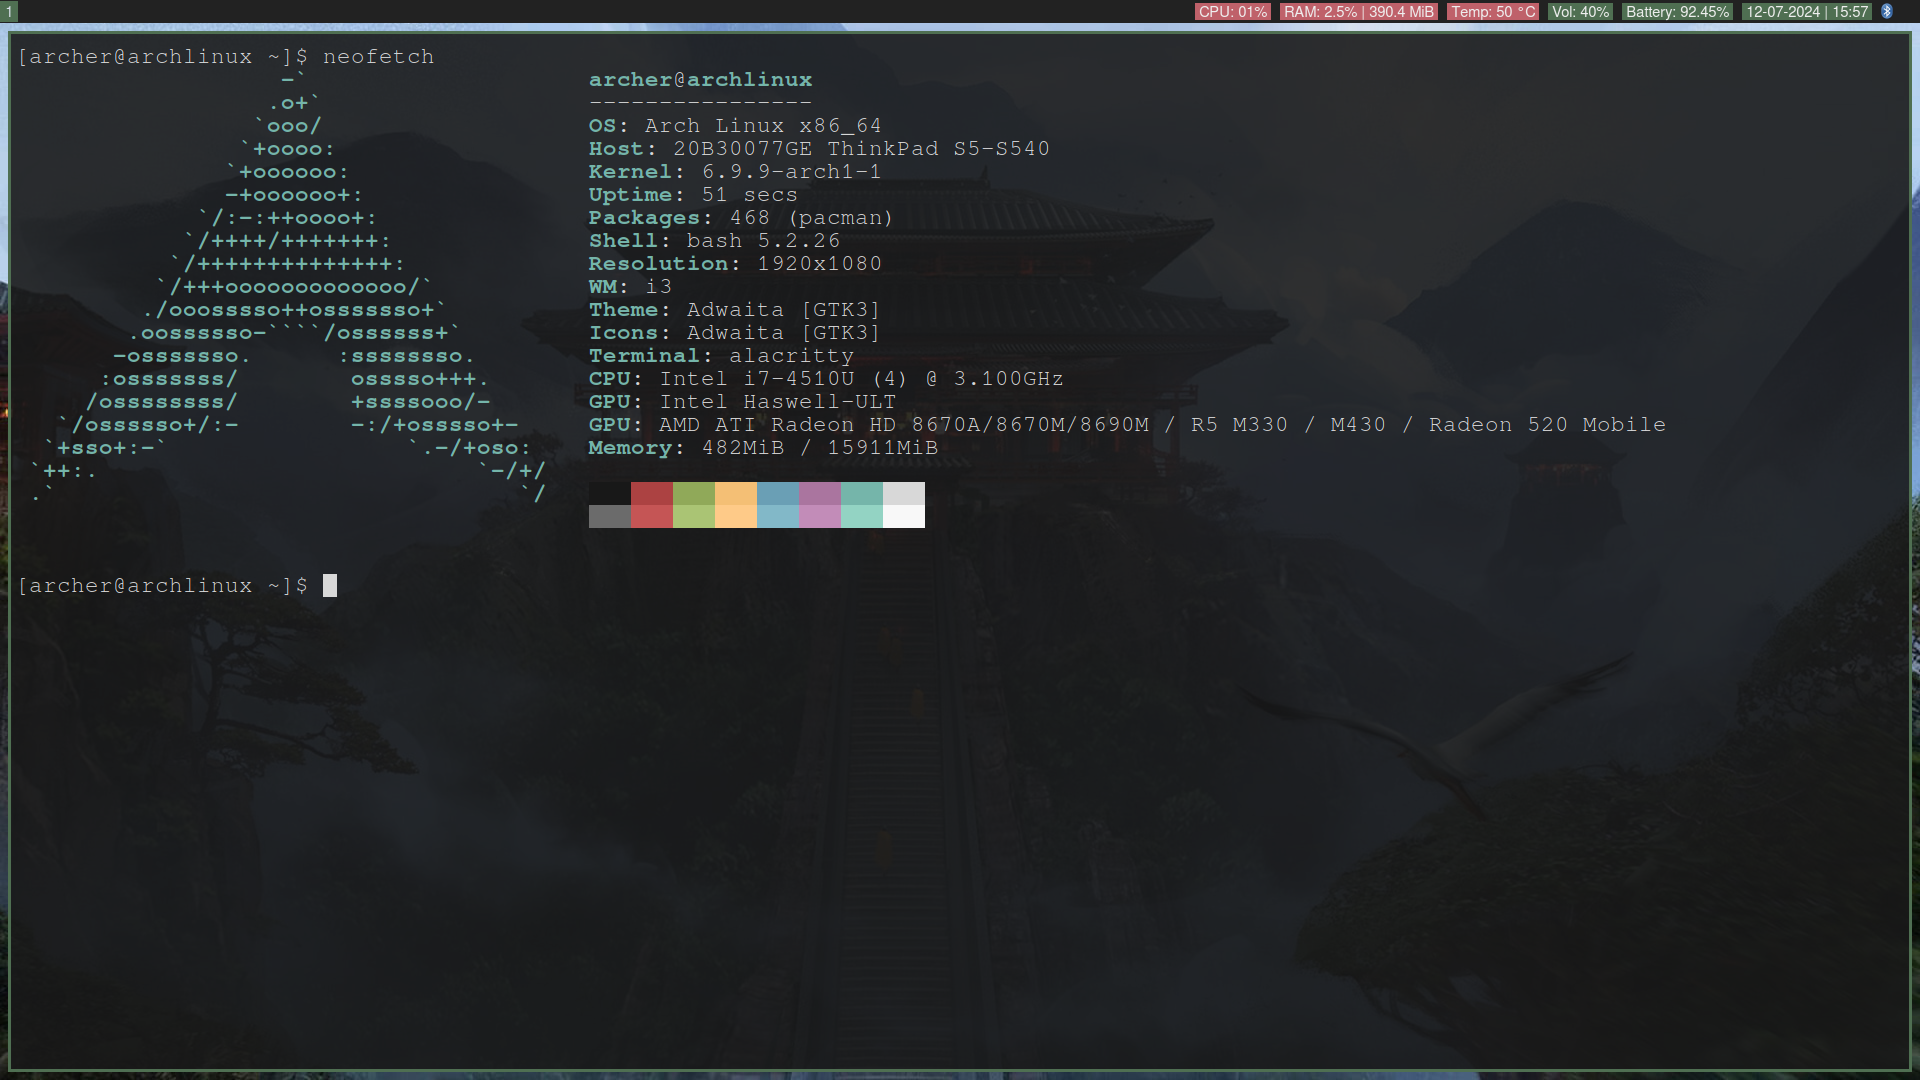 1 CPU: 01% RAM: 2.5% | 390.4 MiB Temp: 50 °C Vol: 40% Battery: 92.45% 12-07-2024 | 15:57
[archer@archlinux ~]$ neofetch
-` archer@archlinux
.o+` ----------------
`ooo/ OS: Arch Linux x86_64
`+oooo: Host: 20B30077GE ThinkPad S5-S540
`+oooooo: Kernel: 6.9.9-arch1-1
-+oooooo+: Uptime: 51 secs
`/:-:++oooo+: Packages: 468 (pacman)
`/++++/+++++++: Shell: bash 5.2.26
`/++++++++++++++: Resolution: 1920x1080
`/+++ooooooooooooo/` WM: i3
./ooosssso++osssssso+` Theme: Adwaita [GTK3]
.oossssso-````/ossssss+` Icons: Adwaita [GTK3]
-osssssso. :ssssssso. Terminal: alacritty
:osssssss/ osssso+++. CPU: Intel i7-4510U (4) @ 3.100GHz
/ossssssss/ +ssssooo/- GPU: Intel Haswell-ULT
`/ossssso+/:- -:/+osssso+- GPU: AMD ATI Radeon HD 8670A/8670M/8690M / R5 M330 / M430 / Radeon 520 Mobile
`+sso+:-` `.-/+oso: Memory: 482MiB / 15911MiB
`++:. `-/+/
.` `/
[archer@archlinux ~]$